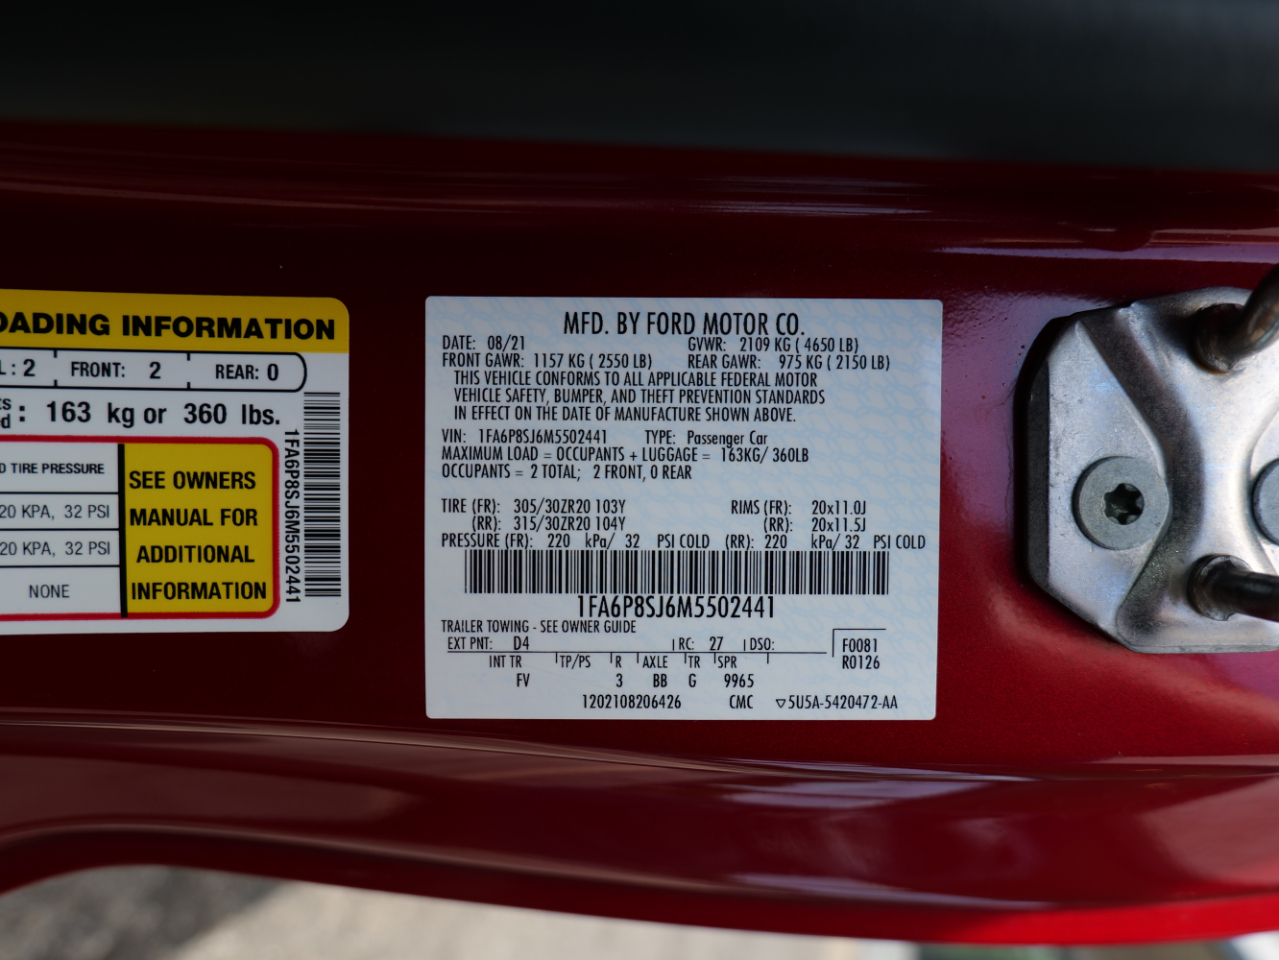 OADING INFORMATION
L : 2 FRONT: 2 REAR: 0
163 kg or 360 lbs.
TIRE PRESSURE
20 KPA, 32 PSI
20 KPA, 32 PSI
NONE
SEE OWNERS
MANUAL FOR
ADDITIONAL
INFORMATION
1FA6P8SJ6M5502441
MFD. BY FORD MOTOR CO.
DATE: 08/21 GVWR: 2109 KG ( 4650 LB)
FRONT GAWR: 1157 KG ( 2550 LB) REAR GAWR: 975 KG ( 2150 LB)
THIS VEHICLE CONFORMS TO ALL APPLICABLE FEDERAL MOTOR
VEHICLE SAFETY, BUMPER, AND THEFT PREVENTION STANDARDS
IN EFFECT ON THE DATE OF MANUFACTURE SHOWN ABOVE.
VIN: 1FA6P8SJ6M5502441 TYPE: Passenger Car
MAXIMUM LOAD = OCCUPANTS + LUGGAGE = 163KG/ 360LB
OCCUPANTS = 2 TOTAL; 2 FRONT, 0 REAR
TIRE (FR): 305/30ZR20 103Y RIMS (FR): 20x11.0J
(RR): 315/30ZR20 104Y (RR): 20x11.5J
PRESSURE (FR): 220 kPa/ 32 PSI COLD (RR): 220 kPa/ 32 PSI COLD
1FA6P8SJ6M5502441
TRAILER TOWING - SEE OWNER GUIDE
EXT PNT: D4 RC: 27 DSO: F0081
INT TR TP/PS R AXLE TR SPR R0126
FV 3 BB G 9965
1202108206426 CMC ▽5U5A-5420472-AA